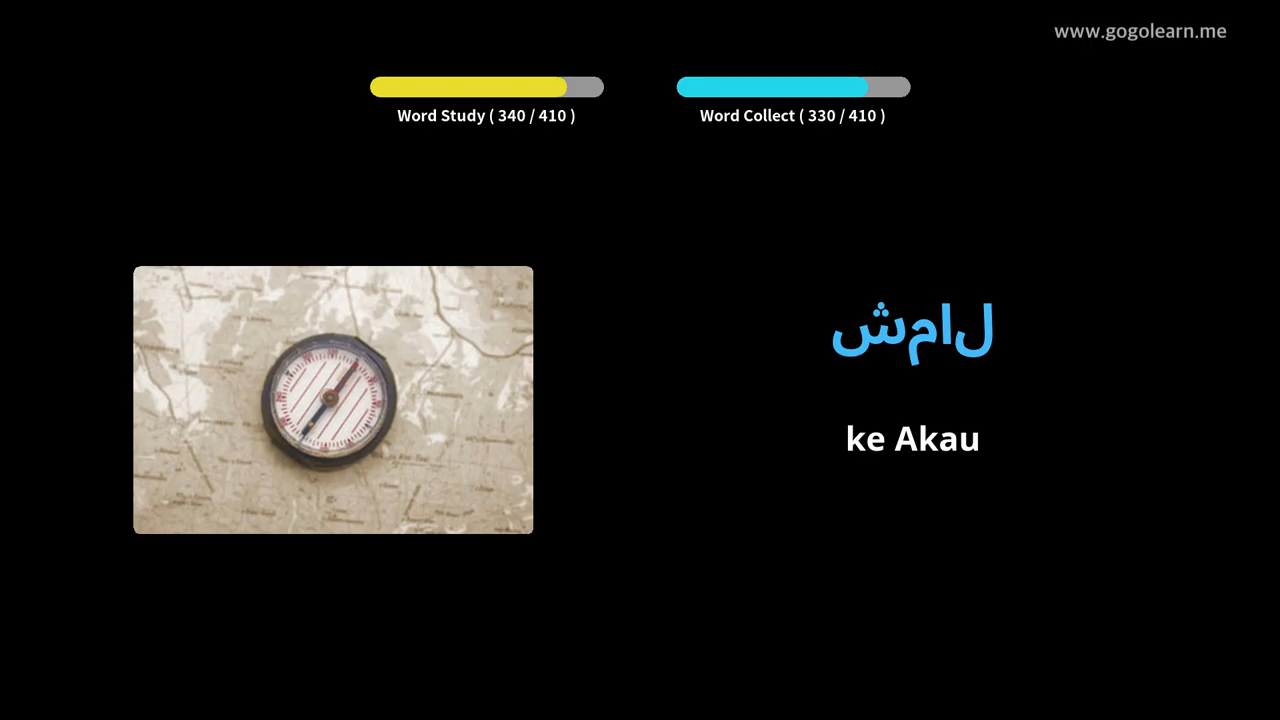 www.gogolearn.me
Word Study ( 340 / 410 )
Word Collect ( 330 / 410 )
شمال
ke Akau